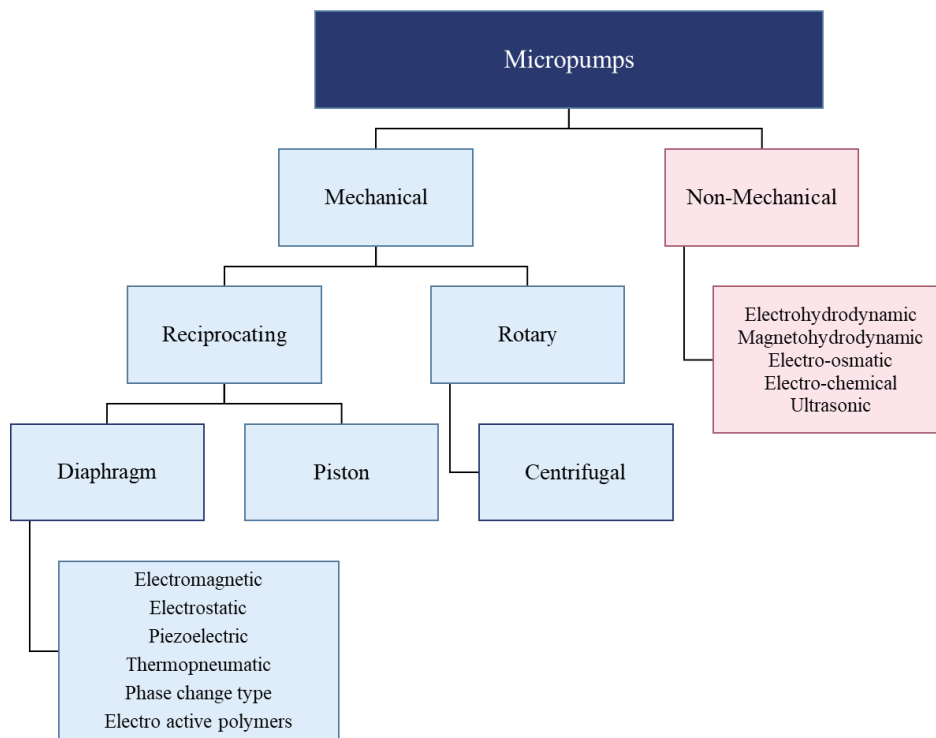 Micropumps
Mechanical
Non-Mechanical
Reciprocating
Rotary
Electrohydrodynamic
Magnetohydrodynamic
Electro-osmatic
Electro-chemical
Ultrasonic
Diaphragm
Piston
Centrifugal
Electromagnetic
Electrostatic
Piezoelectric
Thermopneumatic
Phase change type
Electro active polymers